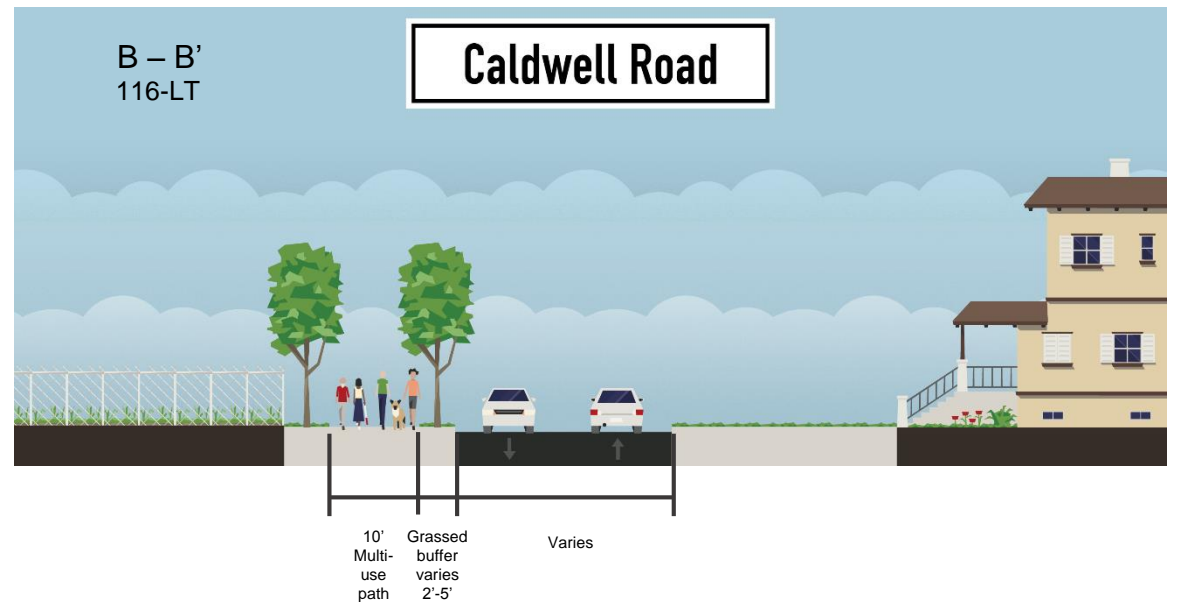 B – B’
116-LT
Caldwell Road
10’
Multi-
use
path
Grassed
buffer
varies
2’-5’
Varies